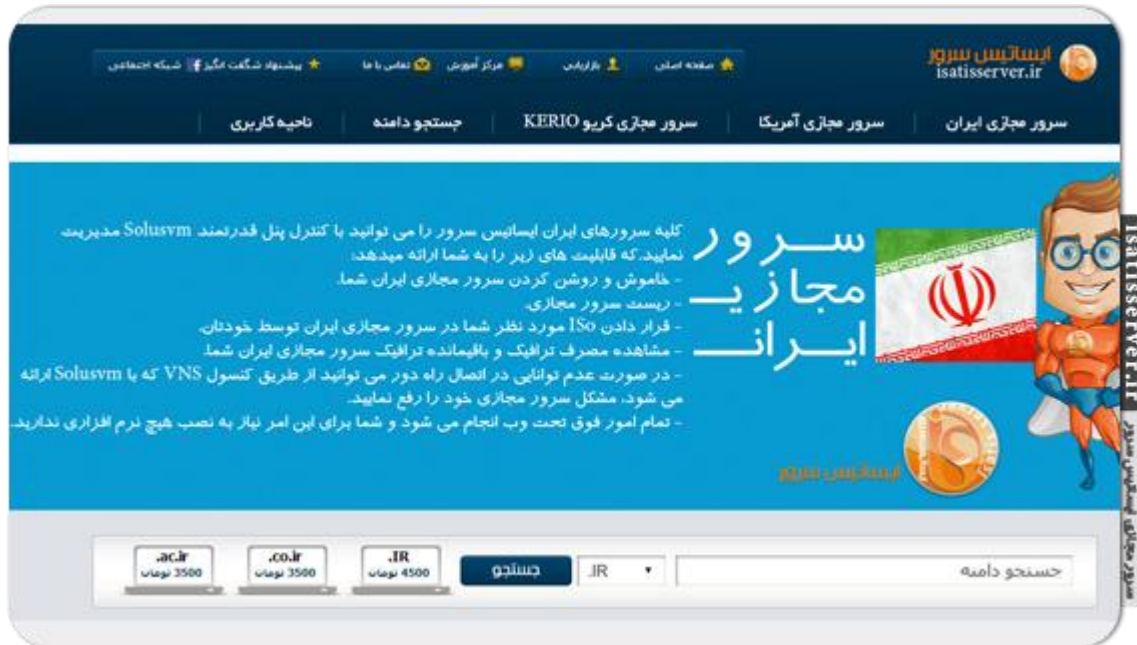 ایساتیس سرور
isatisserver.ir
صفحه اصلی
بازاریابی
مرکز آموزش
تماس با ما
پیشنهاد شگفت انگیز
شبکه اجتماعی
سرور مجازی ایران
سرور مجازی آمریکا
سرور مجازی کریو KERIO
جستجو دامنه
ناحیه کاربری
سرور
مجازی
ایران
کلیه سرورهای ایران ایساتیس سرور را می توانید با کنترل پنل قدرتمند Solusvm مدیریت
نمایید.که قابلیت های زیر را به شما ارائه میدهد:
- خاموش و روشن کردن سرور مجازی ایران شما.
- ریست سرور مجازی.
- قرار دادن ISo مورد نظر شما در سرور مجازی ایران توسط خودتان.
- مشاهده مصرف ترافیک و باقیمانده ترافیک سرور مجازی ایران شما.
- در صورت عدم توانایی در اتصال راه دور می توانید از طریق کنسول VNS که با Solusvm ارائه
می شود، مشکل سرور مجازی خود را رفع نمایید.
- تمام امور فوق تحت وب انجام می شود و شما برای این امر نیاز به نصب هیچ نرم افزاری ندارید.
ایساتیس سرور
جستجو دامنه
.IR
جستجو
.IR
4500 تومان
.co.ir
3500 تومان
.ac.ir
3500 تومان
Isatisserver.ir
سرور مجازی ایساتیس سرور